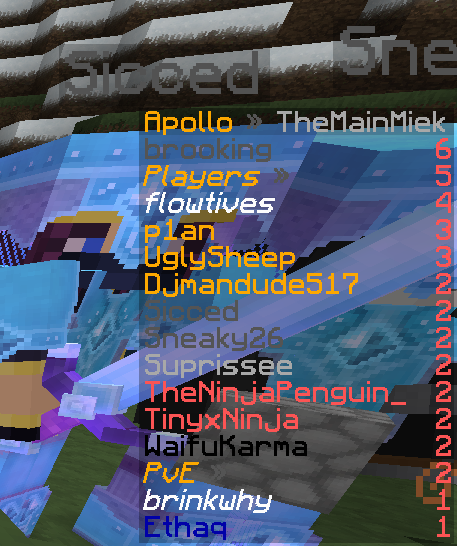 Sicced
Sne
Apollo » TheMainMiek
brooking 6
Players » 5
flowtives 4
p1an 3
UglySheep 3
Djmandude517 2
Sicced 2
Sneaky26 2
Suprissee 2
TheNinjaPenguin_ 2
TinyxNinja 2
WaifuKarma 2
PvE 2
brinkwhy 1
Ethaq 1